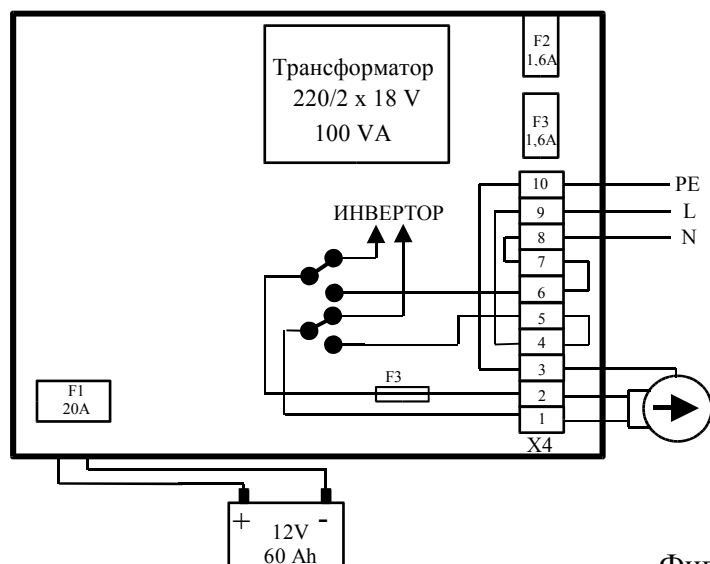 F2
1,6A
Трансформатор
220/2 x 18 V
100 VA
F3
1,6A
10
PE
9
L
ИНВЕРТОР
8
N
7
6
5
4
3
F3
2
1
F1
20A
X4
+ -
12V
60 Ah